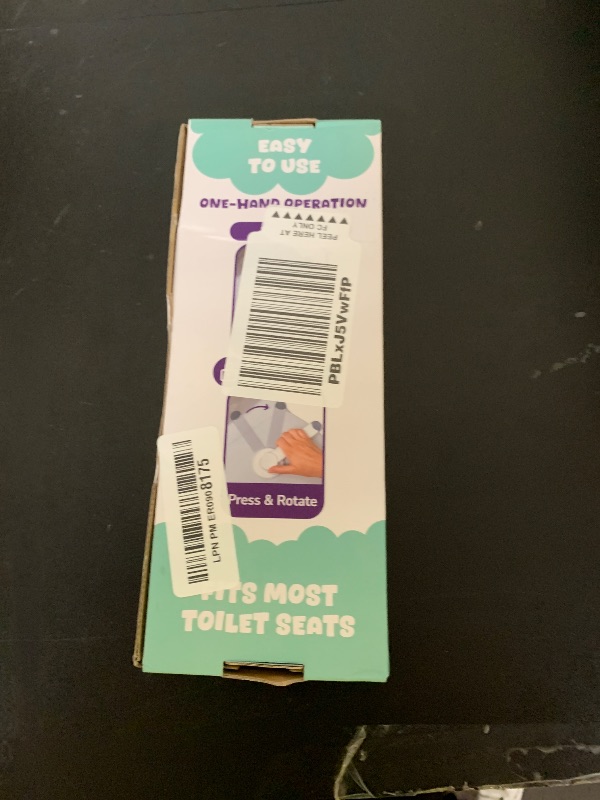 EASY
TO USE
ONE-HAND OPERATION
PEEL HERE AT
FC ONLY
PBLxJ5VwFfP
LPN PM ER0908175
Press & Rotate
FITS MOST
TOILET SEATS